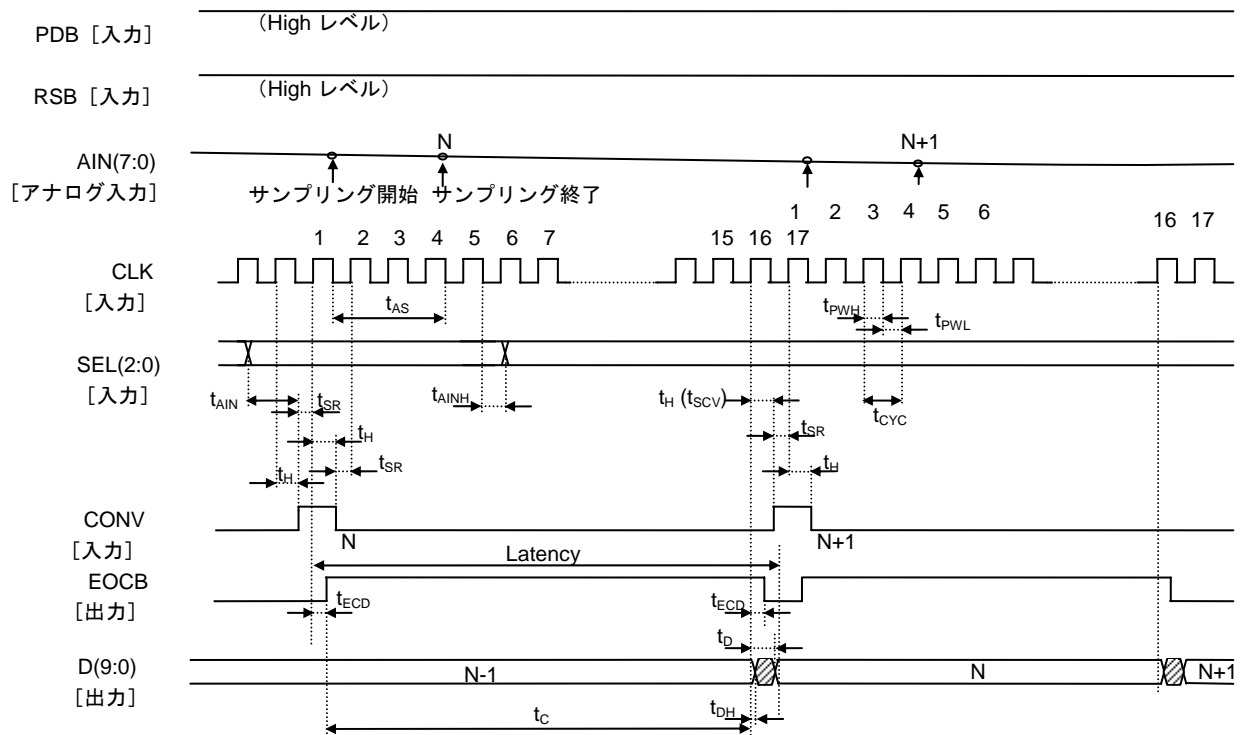 PDB [入力]
(High レベル)
RSB [入力]
(High レベル)
AIN(7:0)
[アナログ入力]
N
N+1
サンプリング開始 サンプリング終了
1 2 3 4 5 6
16 17
1 2 3 4 5 6 7
15 16 17
CLK
[入力]
tAS
tPWH
tPWL
SEL(2:0)
[入力]
tAIN
tSR
tAINH
tH (tSCV)
tCYC
tSR
tH
tSR
tH
tH
CONV
[入力]
N
N+1
Latency
EOCB
[出力]
tECD
tECD
tD
D(9:0)
[出力]
N-1
N
N+1
tDH
tC